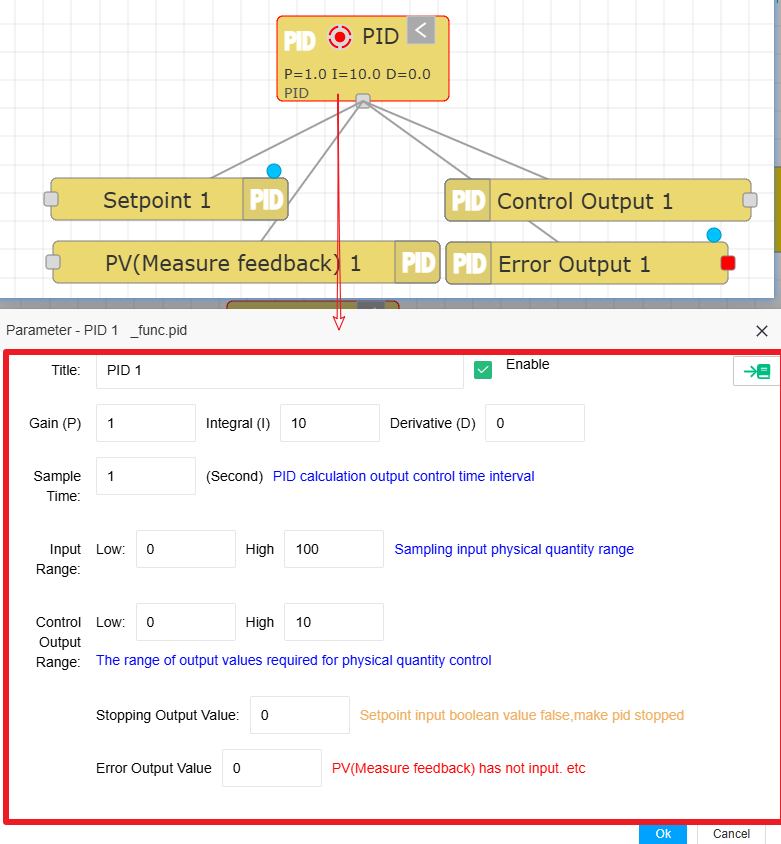 PID PID <
P=1.0 I=10.0 D=0.0
PID
Setpoint 1 PID
PID Control Output 1
PV(Measure feedback) 1 PID
PID Error Output 1
Parameter - PID 1 _func.pid
Title: PID 1 Enable
Gain (P) 1 Integral (I) 10 Derivative (D) 0
Sample 1 (Second) PID calculation output control time interval
Time:
Input Low: 0 High 100 Sampling input physical quantity range
Range:
Control Low: 0 High 10
Output
Range: The range of output values required for physical quantity control
Stopping Output Value: 0 Setpoint input boolean value false,make pid stopped
Error Output Value 0 PV(Measure feedback) has not input. etc
Ok Cancel